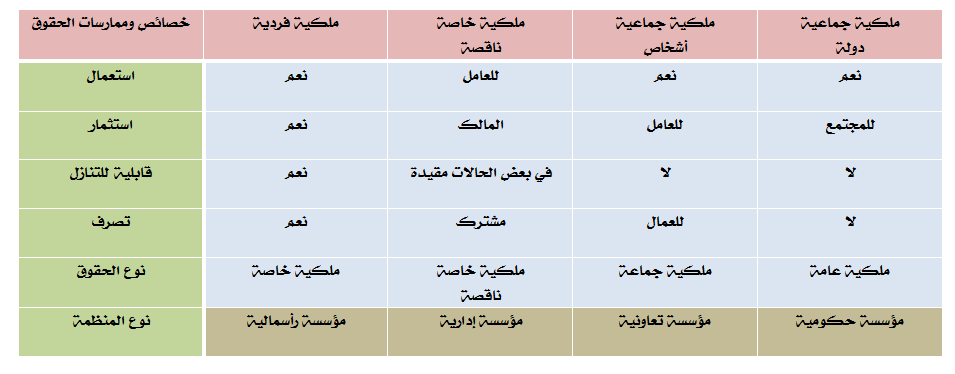 خصائص وممارسات الحقوق ملكية فردية ملكية خاصة ناقصة ملكية جماعية أشخاص ملكية جماعية دولة
استعمال نعم للعامل نعم نعم
استثمار نعم المالك للعامل للمجتمع
قابلية للتنازل نعم في بعض الحالات مقيدة لا لا
تصرف نعم مشترك للعمال لا
نوع الحقوق ملكية خاصة ملكية خاصة ناقصة ملكية جماعة ملكية عامة
نوع المنظمة مؤسسة رأسمالية مؤسسة إدارية مؤسسة تعاونية مؤسسة حكومية